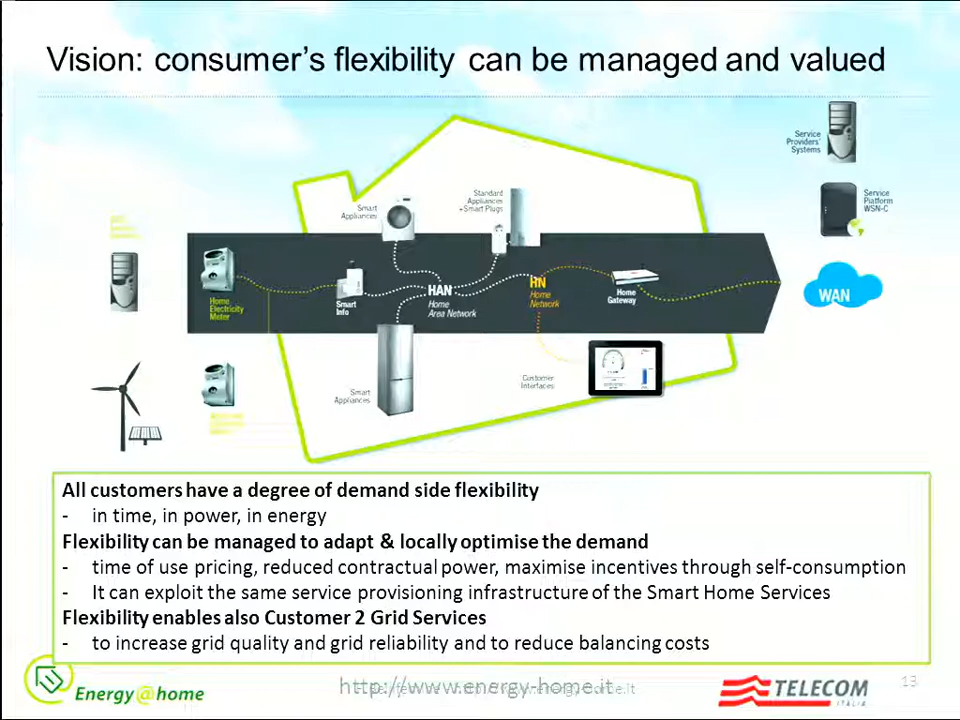 Vision: consumer's flexibility can be managed and valued
Service
Providers'
Systems
Service
Platform
WSN-C
Smart
Appliances
Standard
Appliances
+Smart Plugs
Home
Electricity
Meter
Smart
Info
HAN
Home
Area Network
HN
Home
Network
Home
Gateway
WAN
Smart
Appliances
Customer
Interfaces
All customers have a degree of demand side flexibility
- in time, in power, in energy
Flexibility can be managed to adapt & locally optimise the demand
- time of use pricing, reduced contractual power, maximise incentives through self-consumption
- It can exploit the same service provisioning infrastructure of the Smart Home Services
Flexibility enables also Customer 2 Grid Services
- to increase grid quality and grid reliability and to reduce balancing costs
Energy@home
http://www.energy-home.it
TELECOM
ITALIA
13